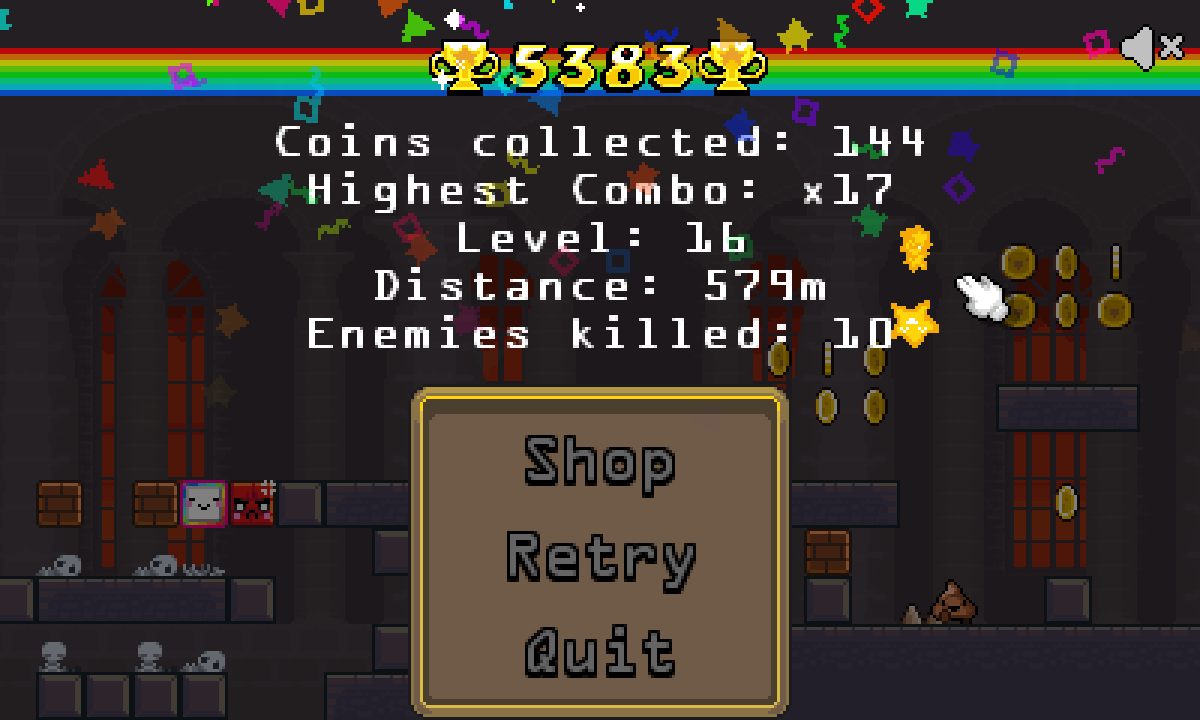 5383
Coins collected: 144
Highest Combo: x17
Level: 16
Distance: 579m
Enemies killed: 10
Shop
Retry
Quit